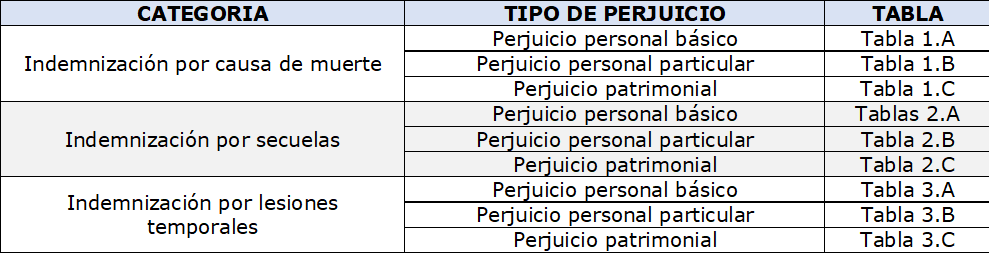 CATEGORIA TIPO DE PERJUICIO TABLA
Indemnización por causa de muerte
Perjuicio personal básico Tabla 1.A
Perjuicio personal particular Tabla 1.B
Perjuicio patrimonial Tabla 1.C
Indemnización por secuelas
Perjuicio personal básico Tablas 2.A
Perjuicio personal particular Tabla 2.B
Perjuicio patrimonial Tabla 2.C
Indemnización por lesiones
temporales
Perjuicio personal básico Tabla 3.A
Perjuicio personal particular Tabla 3.B
Perjuicio patrimonial Tabla 3.C